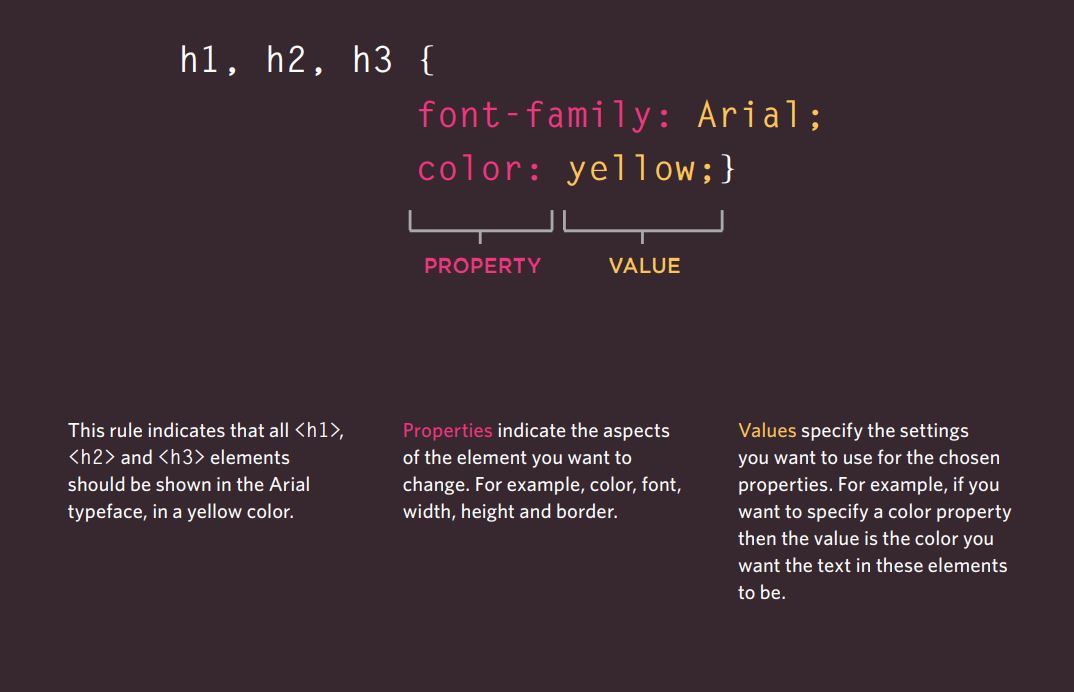 h1, h2, h3 {
font-family: Arial;
color: yellow;}
PROPERTY VALUE
This rule indicates that all <h1>,
<h2> and <h3> elements
should be shown in the Arial
typeface, in a yellow color.
Properties indicate the aspects
of the element you want to
change. For example, color, font,
width, height and border.
Values specify the settings
you want to use for the chosen
properties. For example, if you
want to specify a color property
then the value is the color you
want the text in these elements
to be.